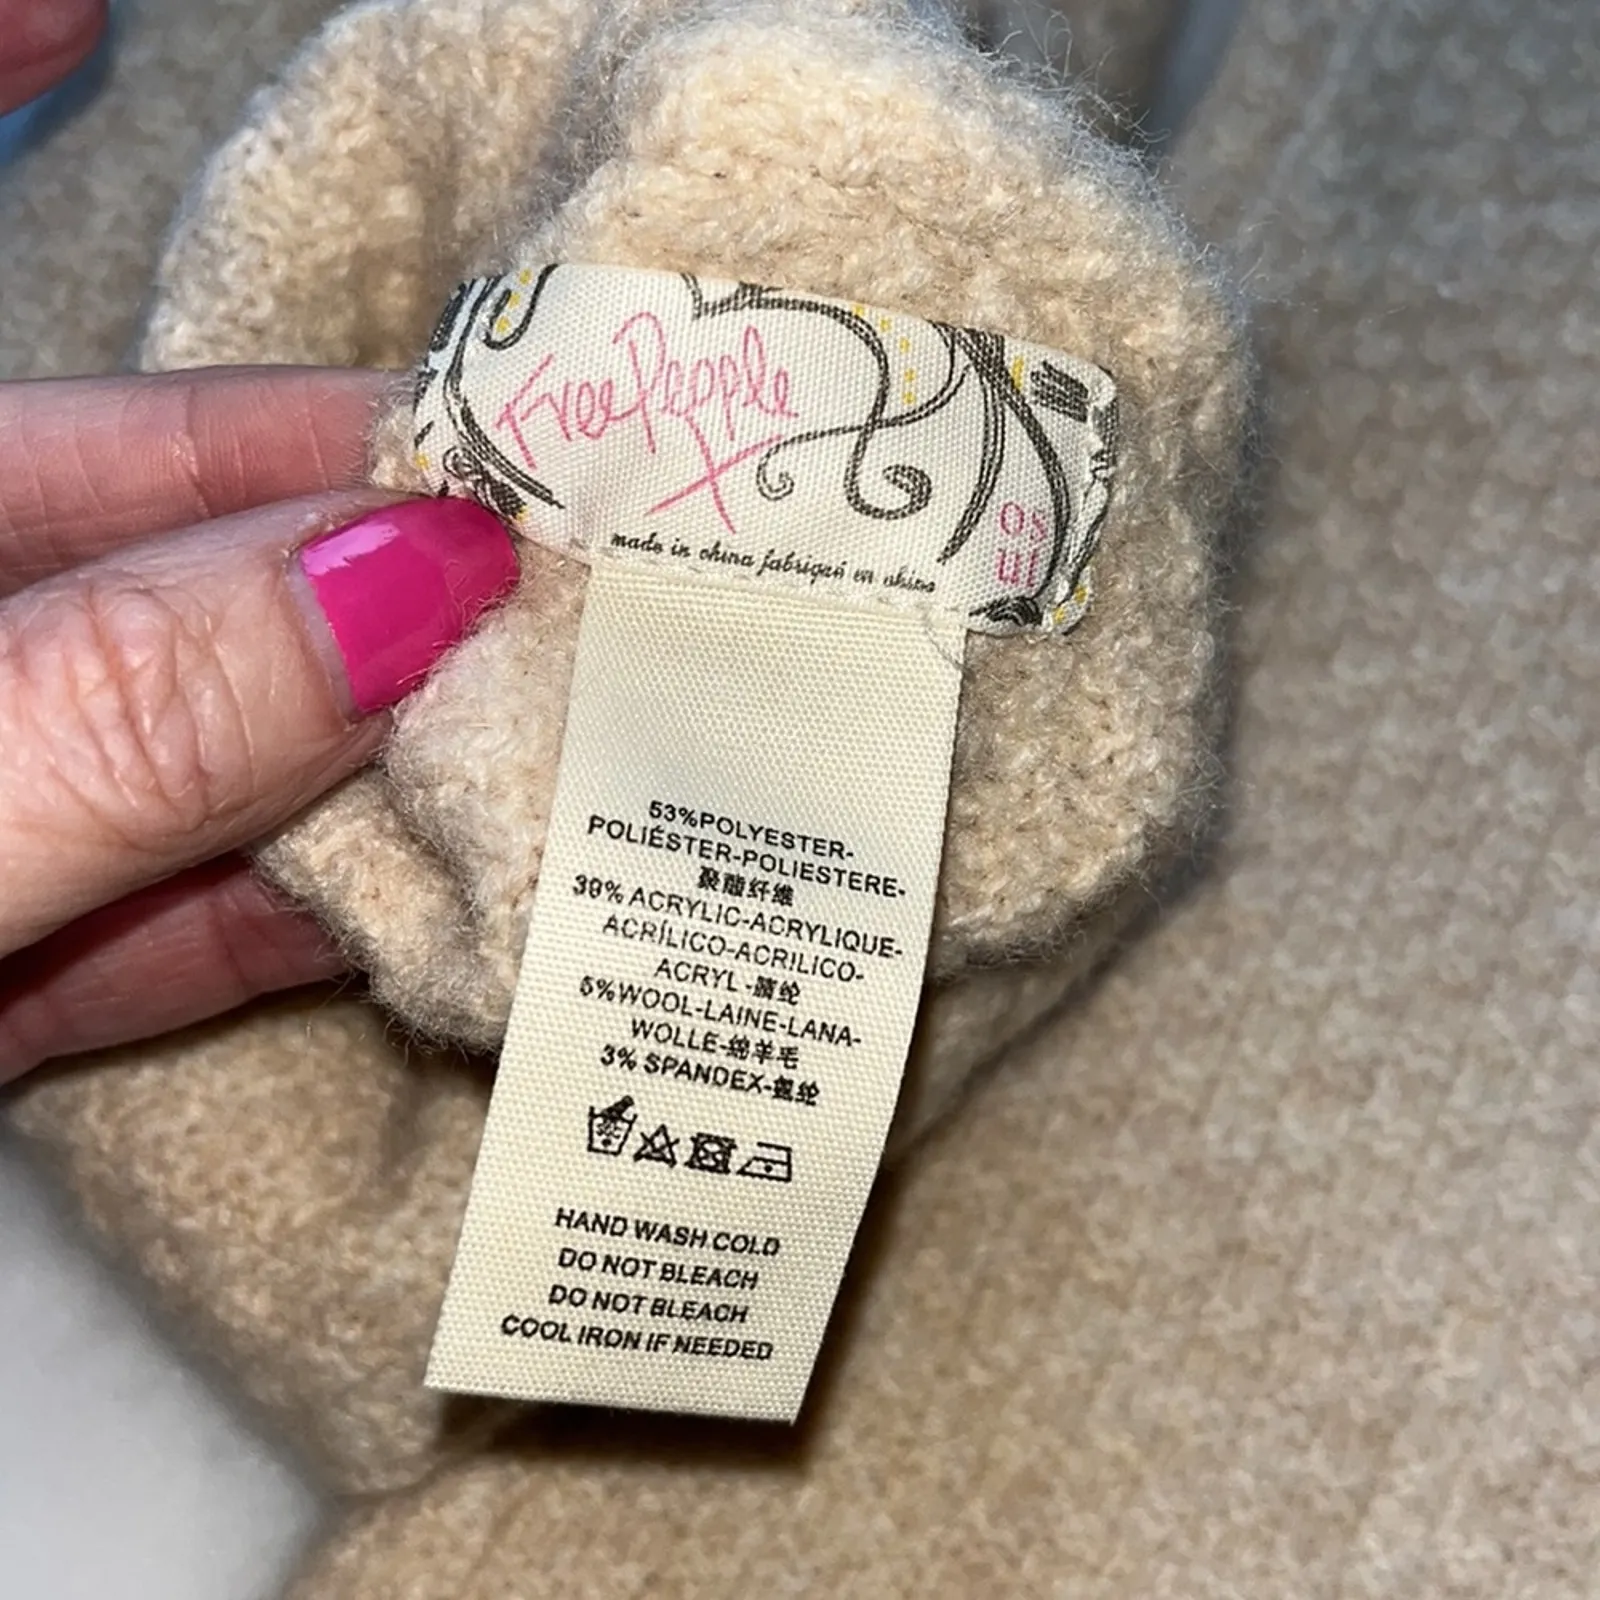 Free People
X
OS
UI
made in china fabriqué en chine
53%POLYESTER-
POLIÉSTER-POLIESTERE-
聚酯纤维
39% ACRYLIC-ACRYLIQUE-
ACRÍLICO-ACRILICO-
ACRYL-腈纶
5%WOOL-LAINE-LANA-
WOLLE-绵羊毛
3% SPANDEX-氨纶
HAND WASH COLD
DO NOT BLEACH
DO NOT BLEACH
COOL IRON IF NEEDED